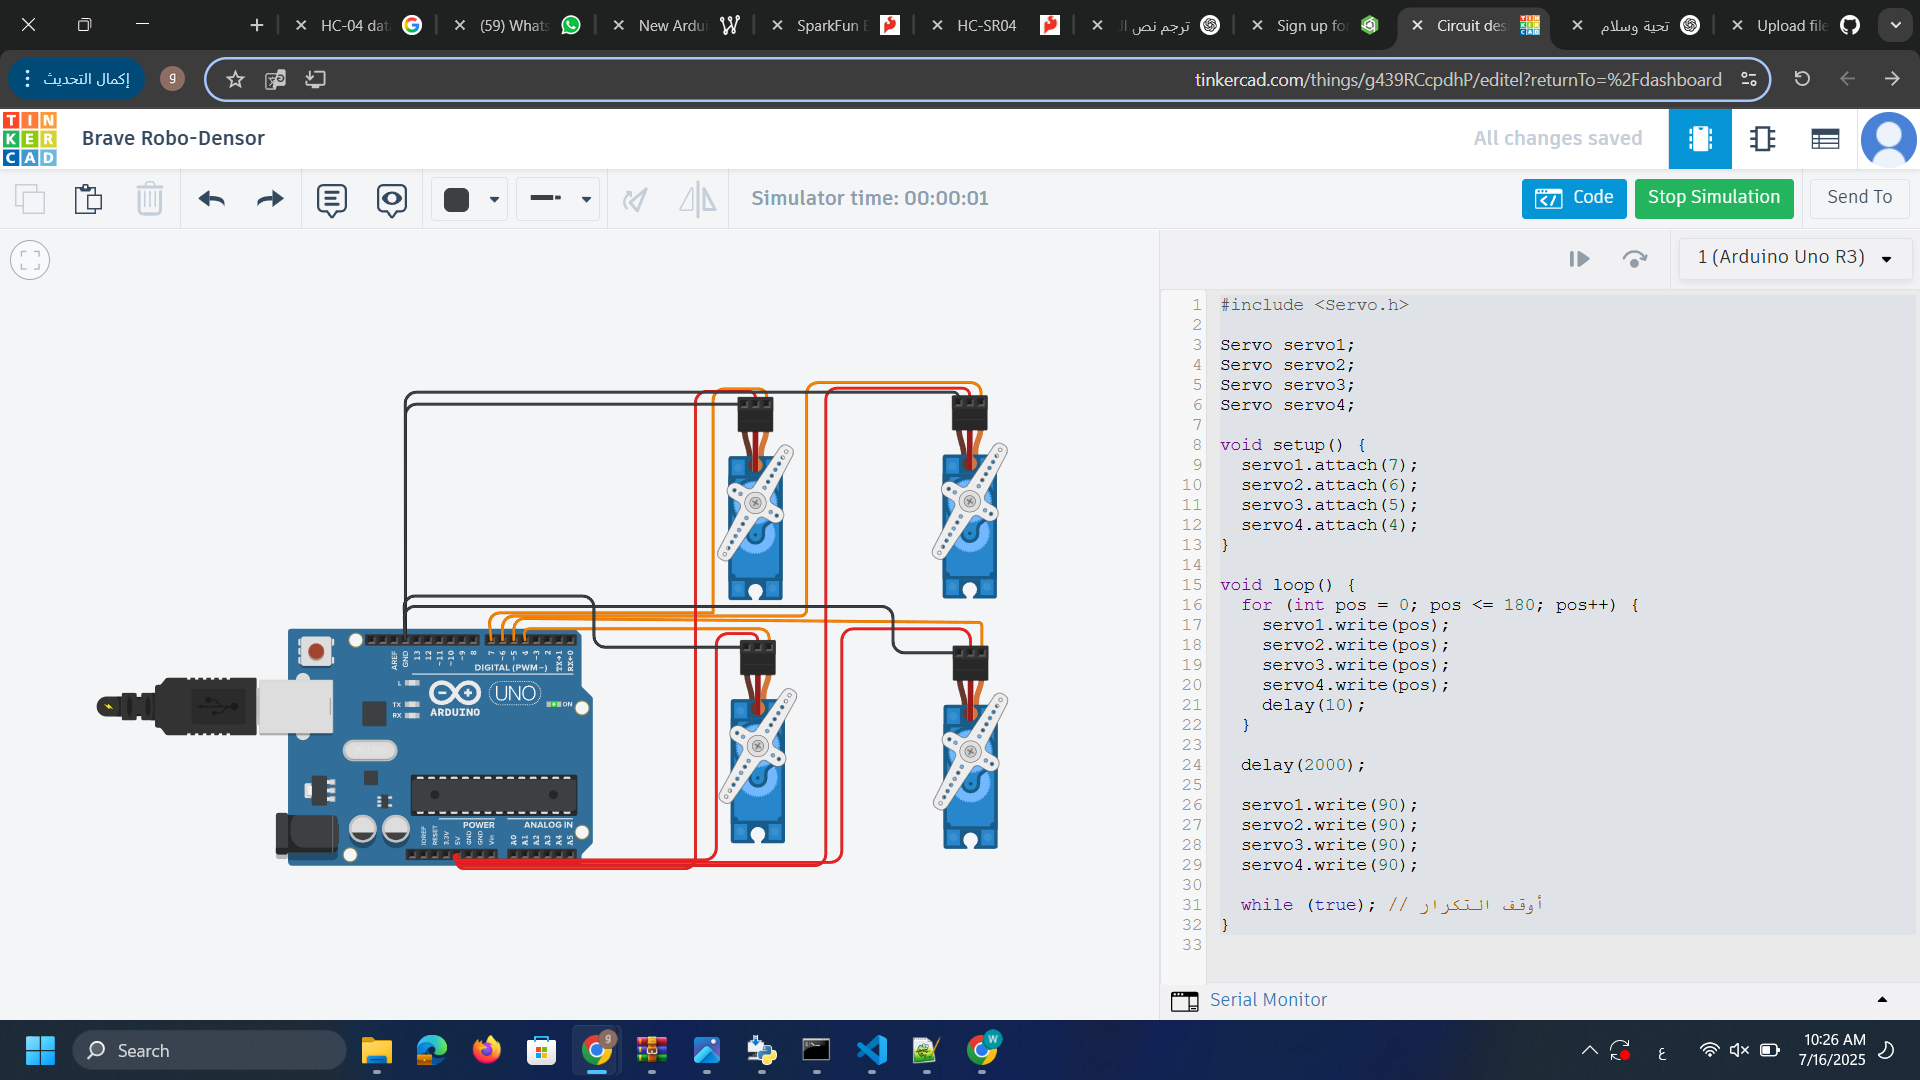 HC-04 dat
(59) Whats
New Ardui
SparkFun E
HC-SR04
ترجم نص ال
Sign up for
Circuit des
تحية وسلام
Upload file
إكمال التحديث
g
tinkercad.com/things/g439RCcpdhP/editel?returnTo=%2Fdashboard
TIN
KER
CAD
Brave Robo-Densor
All changes saved
Simulator time: 00:00:01
Code
Stop Simulation
Send To
1 (Arduino Uno R3)
1 #include <Servo.h>
2
3 Servo servo1;
4 Servo servo2;
5 Servo servo3;
6 Servo servo4;
7
8 void setup() {
9 servo1.attach(7);
10 servo2.attach(6);
11 servo3.attach(5);
12 servo4.attach(4);
13 }
14
15 void loop() {
16 for (int pos = 0; pos <= 180; pos++) {
17 servo1.write(pos);
18 servo2.write(pos);
19 servo3.write(pos);
20 servo4.write(pos);
21 delay(10);
22 }
23
24 delay(2000);
25
26 servo1.write(90);
27 servo2.write(90);
28 servo3.write(90);
29 servo4.write(90);
30
31 while (true); // أوقف التكرار
32 }
33
AREF GND 13 12 ~11 ~10 ~9 8 7 ~6 ~5 4 ~3 2 TX→1 RX←0
DIGITAL (PWM~)
L
TX
RX
UNO
ARDUINO
ON
POWER
ANALOG IN
IOREF RESET 3.3V 5V GND GND Vin A0 A1 A2 A3 A4 A5
Serial Monitor
Search
W
ع
10:26 AM
7/16/2025